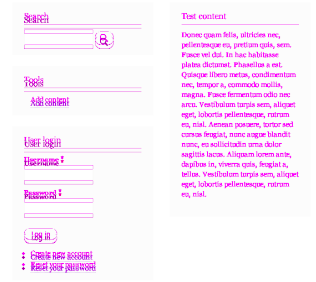 Search
Tools
Add content
User login
Username *
Password *
Log in
Create new account
Reset your password
Test content
Donec quam felis, ultricies nec,
pellentesque eu, pretium quis, sem.
Fusce vel dui. In hac habitasse
platea dictumst. Phasellus a est.
Quisque libero metus, condimentum
nec, tempor a, commodo mollis,
magna. Fusce fermentum odio nec
arcu. Vestibulum turpis sem, aliquet
eget, lobortis pellentesque, rutrum
eu, nisl. Aenean posuere, tortor sed
cursus feugiat, nunc augue blandit
nunc, eu sollicitudin urna dolor
sagittis lacus. Aliquam lorem ante,
dapibus in, viverra quis, feugiat a,
tellus. Vestibulum turpis sem, aliquet
eget, lobortis pellentesque, rutrum
eu, nisl.